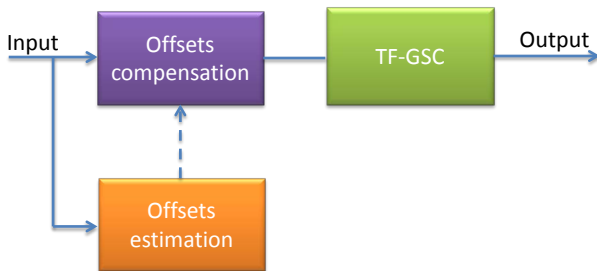 Input
Offsets
compensation
TF-GSC
Output
Offsets
estimation